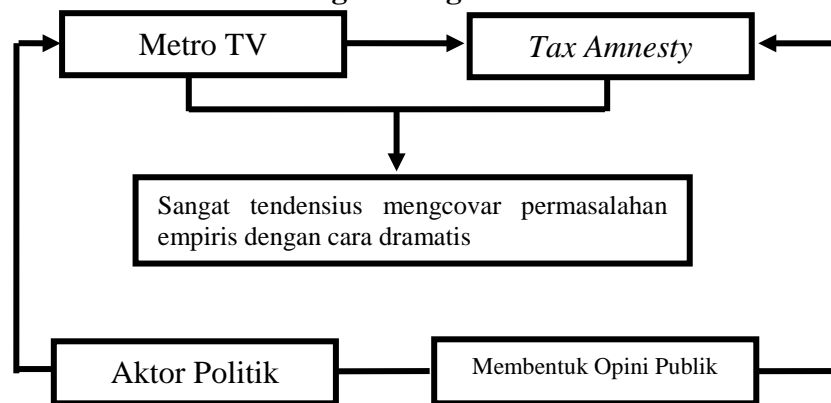 Metro TV
Tax Amnesty
Sangat tendensius mengcovar permasalahan
empiris dengan cara dramatis
Aktor Politik
Membentuk Opini Publik